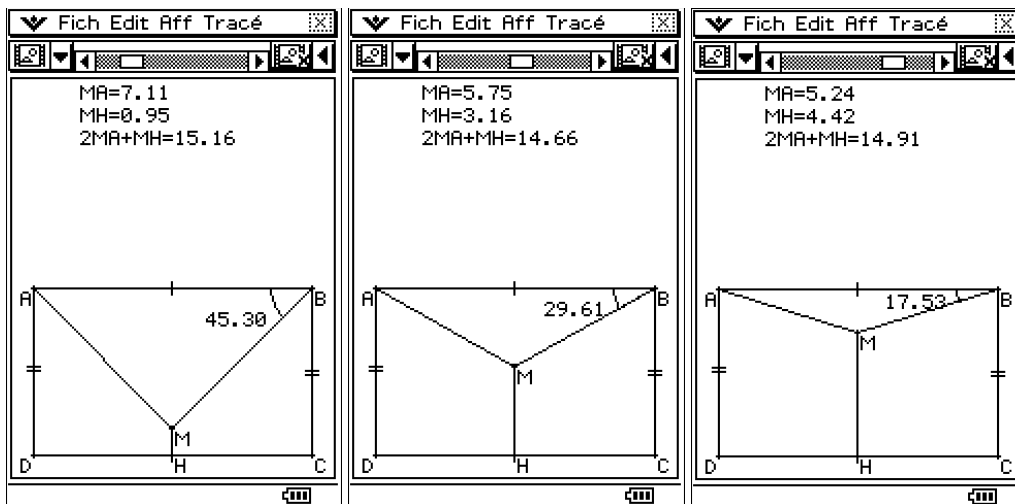 Fich Edit Aff Tracé
MA=7.11
MH=0.95
2MA+MH=15.16
A
B
45.30
M
D
H
C
Fich Edit Aff Tracé
MA=5.75
MH=3.16
2MA+MH=14.66
A
B
29.61
M
D
H
C
Fich Edit Aff Tracé
MA=5.24
MH=4.42
2MA+MH=14.91
A
B
17.53
M
D
H
C